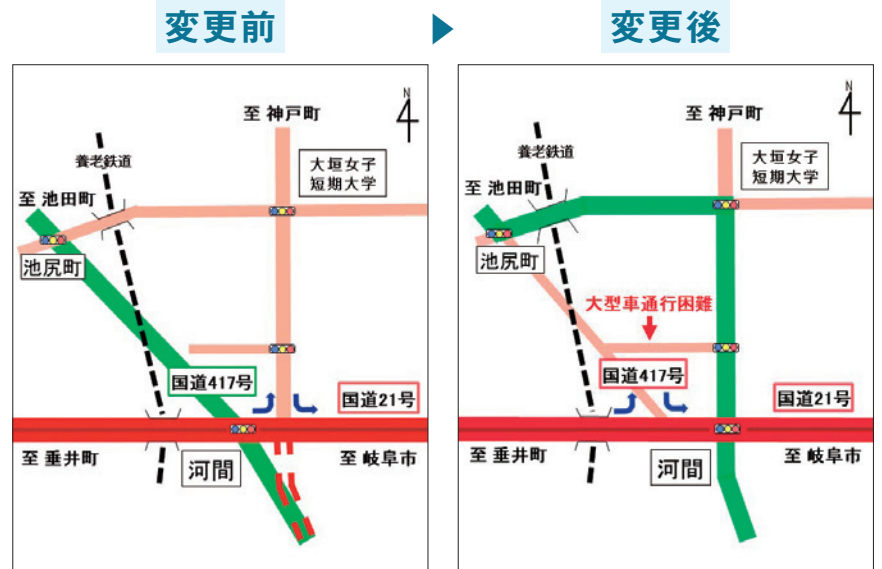 変更前
変更後
N
至 神戸町
養老鉄道
大垣女子
短期大学
至 池田町
池尻町
国道417号
国道21号
至 垂井町
河間
至 岐阜市
N
至 神戸町
養老鉄道
大垣女子
短期大学
至 池田町
池尻町
大型車通行困難
国道417号
国道21号
至 垂井町
河間
至 岐阜市